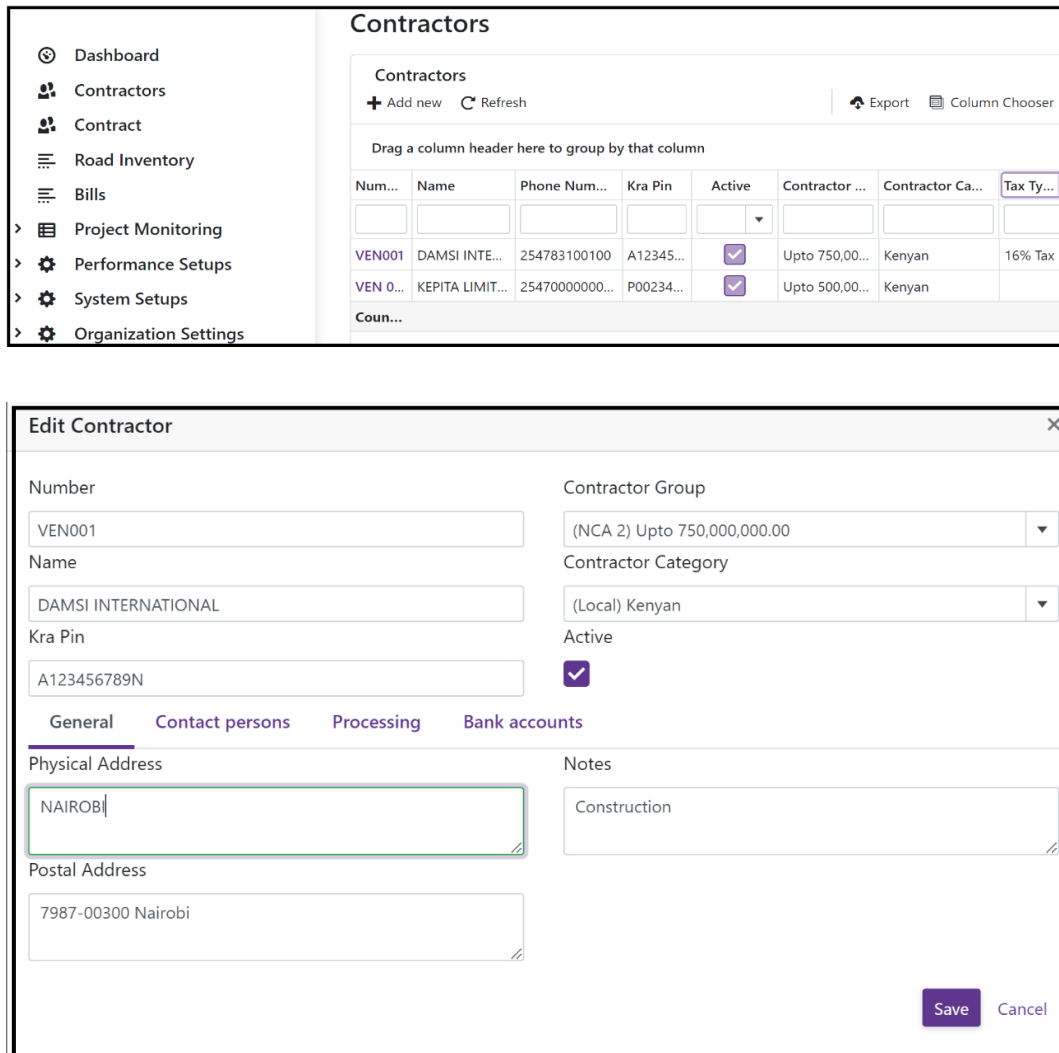 Contractors
Dashboard
Contractors
Contract
Road Inventory
Bills
Project Monitoring
Performance Setups
System Setups
Organization Settings
Contractors
Add new Refresh Export Column Chooser
Drag a column header here to group by that column
Num... Name Phone Num... Kra Pin Active Contractor ... Contractor Ca... Tax Ty...
VEN001 DAMSI INTE... 254783100100 A12345... Upto 750,00... Kenyan 16% Tax
VEN 0... KEPITA LIMIT... 25470000000... P00234... Upto 500,00... Kenyan
Coun...
Edit Contractor
Number Contractor Group
VEN001 (NCA 2) Upto 750,000,000.00
Name Contractor Category
DAMSI INTERNATIONAL (Local) Kenyan
Kra Pin Active
A123456789N
General Contact persons Processing Bank accounts
Physical Address Notes
NAIROBI Construction
Postal Address
7987-00300 Nairobi
Save Cancel